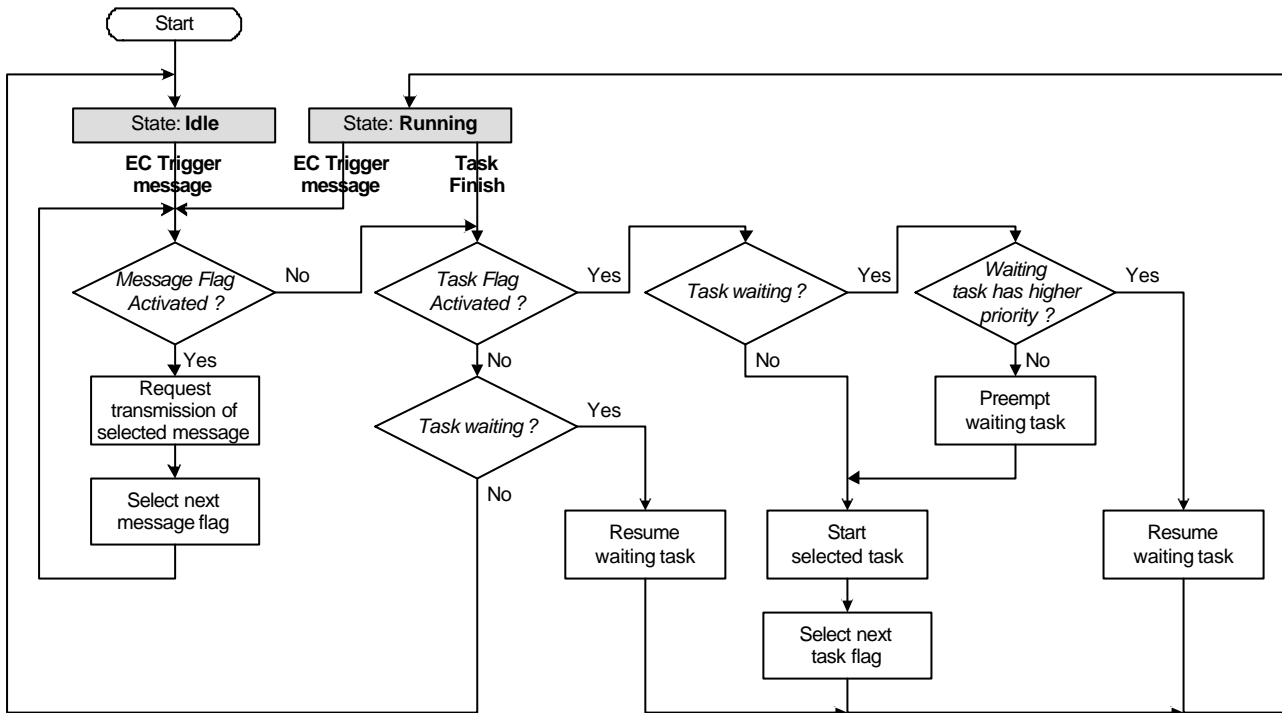 Start
State: Idle
State: Running
EC Trigger
message
EC Trigger
message
Task
Finish
Message Flag
Activated ?
No
Yes
Task Flag
Activated ?
Yes
No
Task waiting ?
Yes
No
Waiting
task has higher
priority ?
Yes
No
Request
transmission of
selected message
Task waiting ?
Yes
No
Preempt
waiting task
Select next
message flag
Resume
waiting task
Start
selected task
Resume
waiting task
Select next
task flag